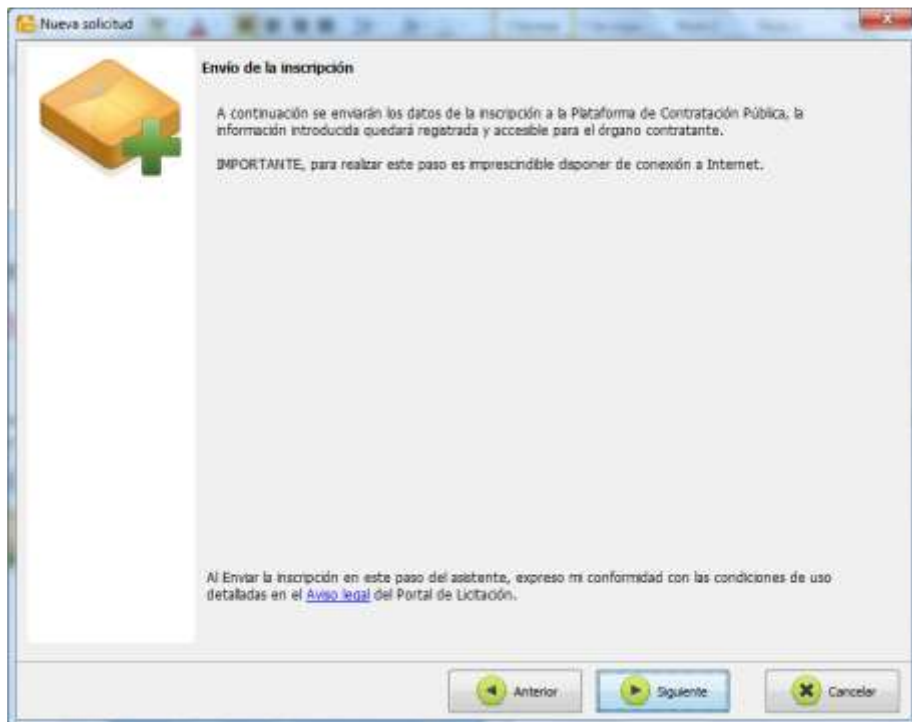 Nueva solicitud
Envío de la inscripción
A continuación se enviarán los datos de la inscripción a la Plataforma de Contratación Pública, la
información introducida quedará registrada y accesible para el órgano contratante.
IMPORTANTE, para realizar este paso es imprescindible disponer de conexión a Internet.
Al Enviar la inscripción en este paso del asistente, expreso mi conformidad con las condiciones de uso
detalladas en el Aviso legal del Portal de Licitación.
Anterior
Siguiente
Cancelar